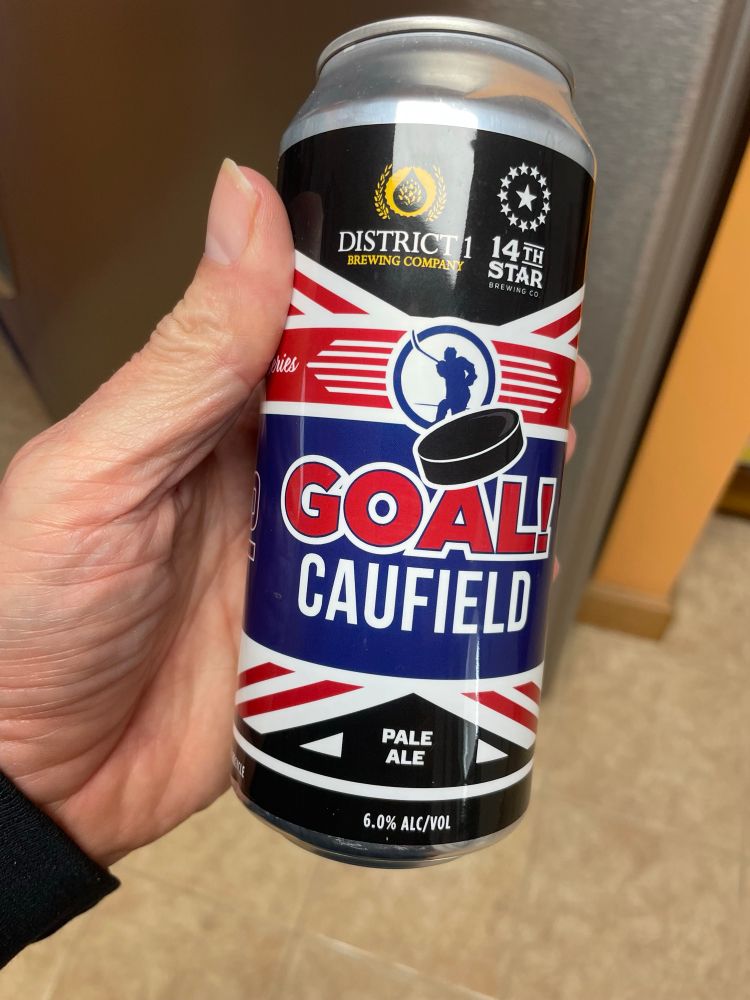 DISTRICT 1
BREWING COMPANY
14TH
STAR
BREWING CO.
GOAL!
CAUFIELD
PALE
ALE
6.0% ALC/VOL